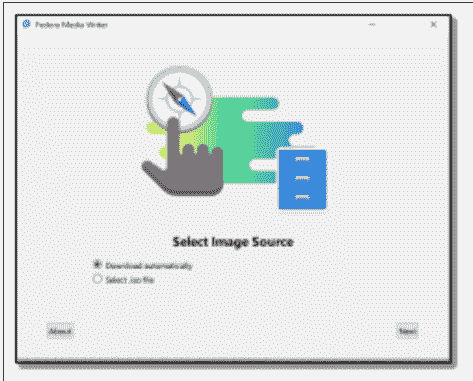 Fedora Media Writer
Select Image Source
Download automatically
Select .iso file
About
Next